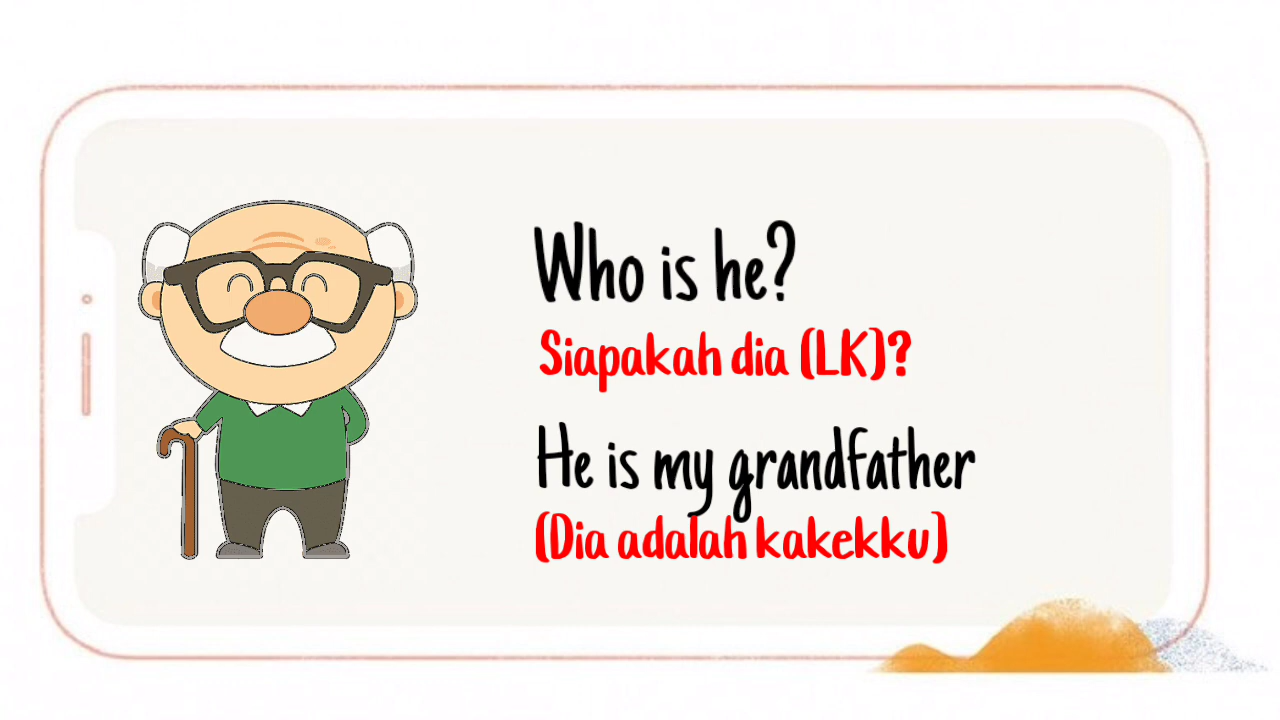 Who is he?
Siapakah dia (LK)?
He is my grandfather
(Dia adalah kakekku)